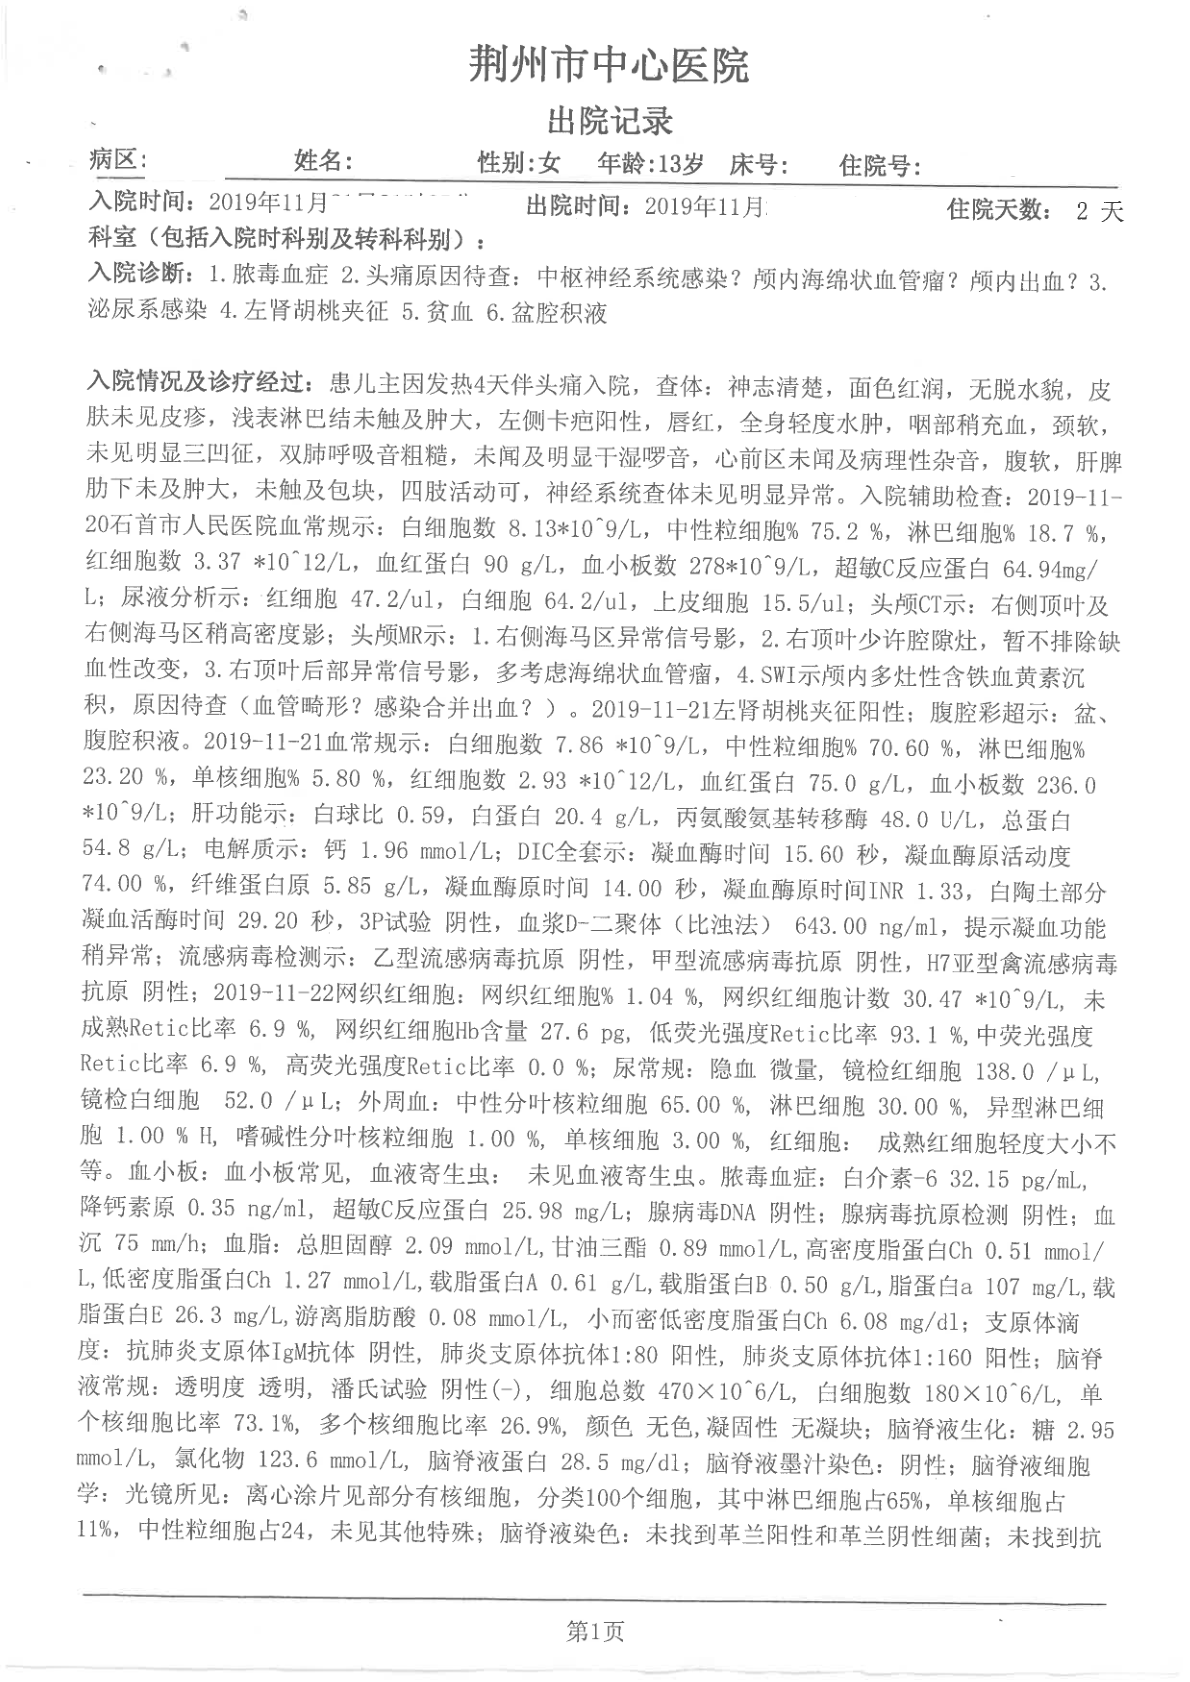 荆州市中心医院
出院记录
病区: 姓名: 性别:女 年龄:13岁 床号: 住院号:
入院时间: 2019年11月 出院时间: 2019年11月 住院天数: 2 天
科室（包括入院时科别及转科科别）:
入院诊断: 1.脓毒血症 2.头痛原因待查: 中枢神经系统感染? 颅内海绵状血管瘤? 颅内出血? 3.
泌尿系感染 4.左肾胡桃夹征 5.贫血 6.盆腔积液
入院情况及诊疗经过: 患儿主因发热4天伴头痛入院, 查体: 神志清楚, 面色红润, 无脱水貌, 皮
肤未见皮疹, 浅表淋巴结未触及肿大, 左侧卡疤阳性, 唇红, 全身轻度水肿, 咽部稍充血, 颈软,
未见明显三凹征, 双肺呼吸音粗糙, 未闻及明显干湿啰音, 心前区未闻及病理性杂音, 腹软, 肝脾
肋下未及肿大, 未触及包块, 四肢活动可, 神经系统查体未见明显异常。入院辅助检查: 2019-11-
20石首市人民医院血常规示: 白细胞数 8.13*10^9/L, 中性粒细胞% 75.2 %, 淋巴细胞% 18.7 %,
红细胞数 3.37 *10^12/L, 血红蛋白 90 g/L, 血小板数 278*10^9/L, 超敏C反应蛋白 64.94mg/
L; 尿液分析示: 红细胞 47.2/ul, 白细胞 64.2/ul, 上皮细胞 15.5/ul; 头颅CT示: 右侧顶叶及
右侧海马区稍高密度影; 头颅MR示: 1.右侧海马区异常信号影, 2.右顶叶少许腔隙灶, 暂不排除缺
血性改变, 3.右顶叶后部异常信号影, 多考虑海绵状血管瘤, 4.SWI示颅内多灶性含铁血黄素沉
积, 原因待查（血管畸形? 感染合并出血? ）。2019-11-21左肾胡桃夹征阳性; 腹腔彩超示: 盆、
腹腔积液。2019-11-21血常规示: 白细胞数 7.86 *10^9/L, 中性粒细胞% 70.60 %, 淋巴细胞%
23.20 %, 单核细胞% 5.80 %, 红细胞数 2.93 *10^12/L, 血红蛋白 75.0 g/L, 血小板数 236.0
*10^9/L; 肝功能示: 白球比 0.59, 白蛋白 20.4 g/L, 丙氨酸氨基转移酶 48.0 U/L, 总蛋白
54.8 g/L; 电解质示: 钙 1.96 mmol/L; DIC全套示: 凝血酶时间 15.60 秒, 凝血酶原活动度
74.00 %, 纤维蛋白原 5.85 g/L, 凝血酶原时间 14.00 秒, 凝血酶原时间INR 1.33, 白陶土部分
凝血活酶时间 29.20 秒, 3P试验 阴性, 血浆D-二聚体（比浊法） 643.00 ng/ml, 提示凝血功能
稍异常; 流感病毒检测示: 乙型流感病毒抗原 阴性, 甲型流感病毒抗原 阴性, H7亚型禽流感病毒
抗原 阴性; 2019-11-22网织红细胞: 网织红细胞% 1.04 %, 网织红细胞计数 30.47 *10^9/L, 未
成熟Retic比率 6.9 %, 网织红细胞Hb含量 27.6 pg, 低荧光强度Retic比率 93.1 %,中荧光强度
Retic比率 6.9 %, 高荧光强度Retic比率 0.0 %; 尿常规: 隐血 微量, 镜检红细胞 138.0 /μL,
镜检白细胞 52.0 /μL; 外周血: 中性分叶核粒细胞 65.00 %, 淋巴细胞 30.00 %, 异型淋巴细
胞 1.00 % H, 嗜碱性分叶核粒细胞 1.00 %, 单核细胞 3.00 %, 红细胞: 成熟红细胞轻度大小不
等。血小板: 血小板常见, 血液寄生虫: 未见血液寄生虫。脓毒血症: 白介素-6 32.15 pg/mL,
降钙素原 0.35 ng/ml, 超敏C反应蛋白 25.98 mg/L; 腺病毒DNA 阴性; 腺病毒抗原检测 阴性; 血
沉 75 mm/h; 血脂: 总胆固醇 2.09 mmol/L,甘油三酯 0.89 mmol/L,高密度脂蛋白Ch 0.51 mmol/
L,低密度脂蛋白Ch 1.27 mmol/L,载脂蛋白A 0.61 g/L,载脂蛋白B 0.50 g/L,脂蛋白a 107 mg/L,载
脂蛋白E 26.3 mg/L,游离脂肪酸 0.08 mmol/L, 小而密低密度脂蛋白Ch 6.08 mg/dl; 支原体滴
度: 抗肺炎支原体IgM抗体 阴性, 肺炎支原体抗体1:80 阳性, 肺炎支原体抗体1:160 阳性; 脑脊
液常规: 透明度 透明, 潘氏试验 阴性(-), 细胞总数 470×10^6/L, 白细胞数 180×10^6/L, 单
个核细胞比率 73.1%, 多个核细胞比率 26.9%, 颜色 无色,凝固性 无凝块; 脑脊液生化: 糖 2.95
mmol/L, 氯化物 123.6 mmol/L, 脑脊液蛋白 28.5 mg/dl; 脑脊液墨汁染色: 阴性; 脑脊液细胞
学: 光镜所见: 离心涂片见部分有核细胞, 分类100个细胞, 其中淋巴细胞占65%, 单核细胞占
11%, 中性粒细胞占24, 未见其他特殊; 脑脊液染色: 未找到革兰阳性和革兰阴性细菌; 未找到抗
第1页